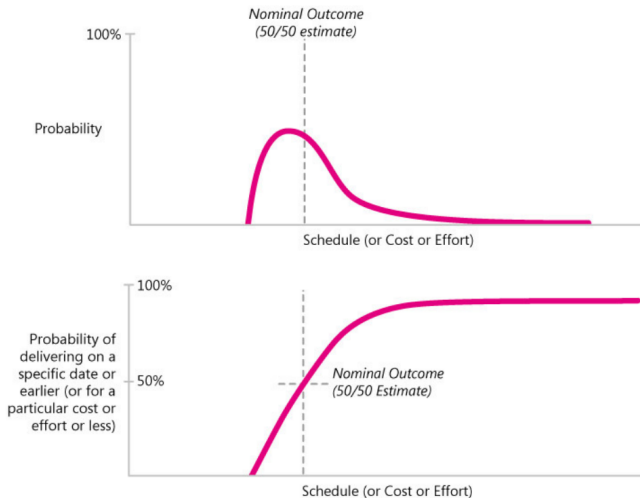 Nominal Outcome
(50/50 estimate)
100%
Probability
Schedule (or Cost or Effort)
100%
Probability of
delivering on a
specific date or
earlier (or for a
particular cost or
effort or less)
50%
Nominal Outcome
(50/50 Estimate)
Schedule (or Cost or Effort)